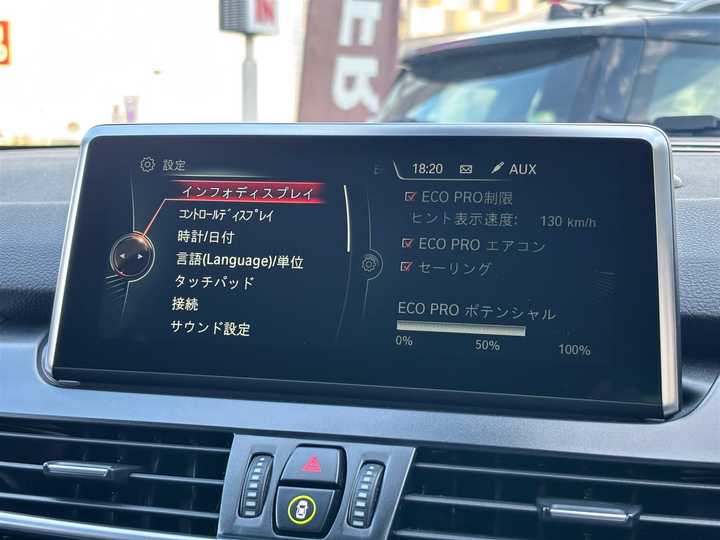 IN
設定
インフォディスプレイ
コントロールディスプレイ
時計/日付
言語(Language)/単位
タッチパッド
接続
サウンド設定
18:20
AUX
ECO PRO制限
ヒント表示速度: 130 km/h
ECO PRO エアコン
セーリング
ECO PRO ポテンシャル
0% 50% 100%